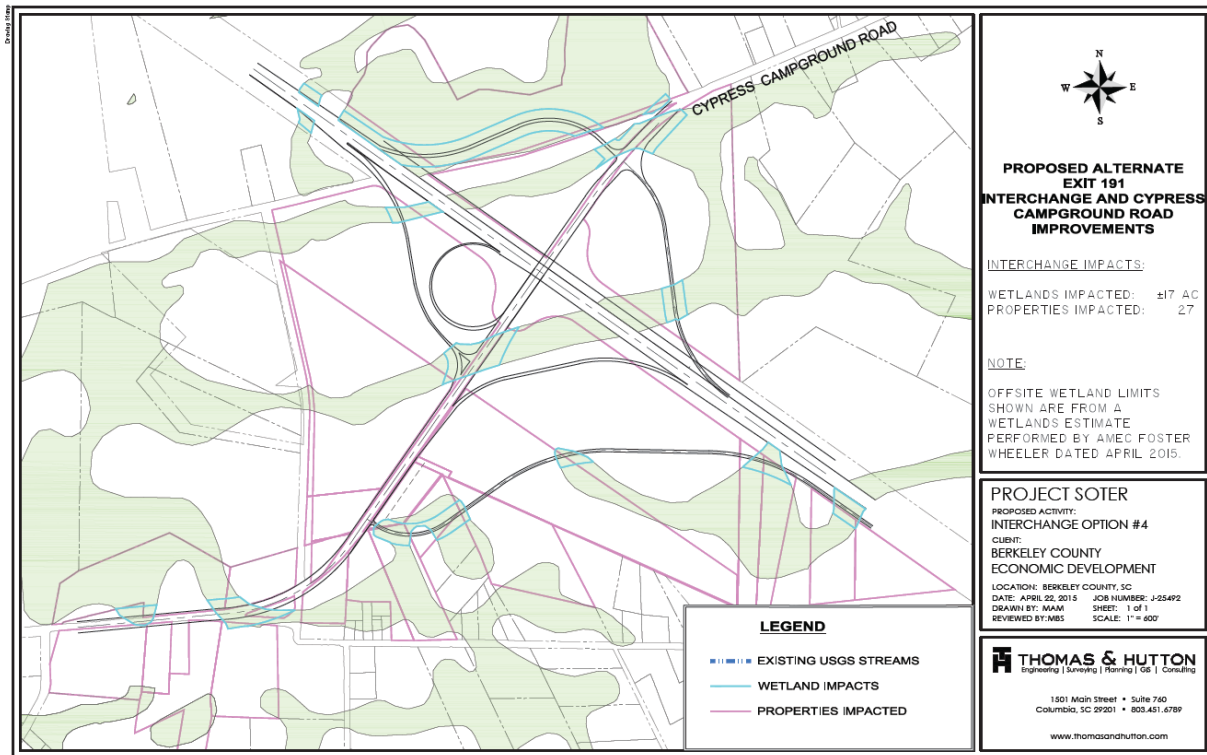 Drawing Name
CYPRESS CAMPGROUND ROAD
N
W E
S
PROPOSED ALTERNATE
EXIT 191
INTERCHANGE AND CYPRESS
CAMPGROUND ROAD
IMPROVEMENTS
INTERCHANGE IMPACTS:
WETLANDS IMPACTED: ±17 AC
PROPERTIES IMPACTED: 27
NOTE:
OFFSITE WETLAND LIMITS
SHOWN ARE FROM A
WETLANDS ESTIMATE
PERFORMED BY AMEC FOSTER
WHEELER DATED APRIL 2015.
PROJECT SOTER
PROPOSED ACTIVITY:
INTERCHANGE OPTION #4
CLIENT:
BERKELEY COUNTY
ECONOMIC DEVELOPMENT
LOCATION: BERKELEY COUNTY, SC
DATE: APRIL 22, 2015 JOB NUMBER: J-25492
DRAWN BY: MAM SHEET: 1 of 1
REVIEWED BY: MBS SCALE: 1" = 600'
LEGEND
EXISTING USGS STREAMS
WETLAND IMPACTS
PROPERTIES IMPACTED
TH THOMAS & HUTTON
Engineering | Surveying | Planning | GIS | Consulting
1501 Main Street • Suite 760
Columbia, SC 29201 • 803.451.6789
www.thomasandhutton.com